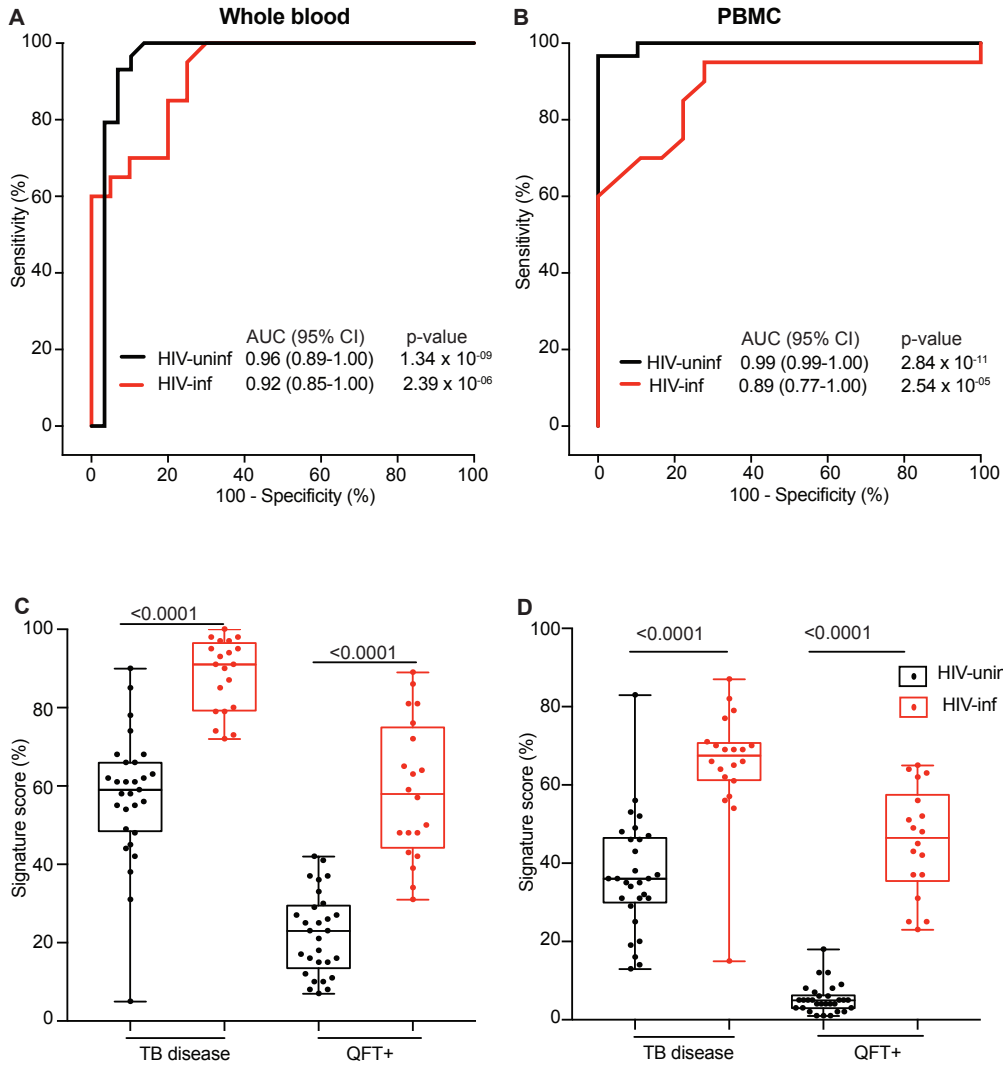 A Whole blood
100
80
60
40
20
0
Sensitivity (%)
AUC (95% CI) p-value
HIV-uninf 0.96 (0.89-1.00) 1.34 x 10⁻⁰⁹
HIV-inf 0.92 (0.85-1.00) 2.39 x 10⁻⁰⁶
0 20 40 60 80 100
100 - Specificity (%)
B PBMC
100
80
60
40
20
0
Sensitivity (%)
AUC (95% CI) p-value
HIV-uninf 0.99 (0.99-1.00) 2.84 x 10⁻¹¹
HIV-inf 0.89 (0.77-1.00) 2.54 x 10⁻⁰⁵
0 20 40 60 80 100
100 - Specificity (%)
C
<0.0001
<0.0001
100
80
60
40
20
0
Signature score (%)
TB disease QFT+
D
<0.0001 <0.0001
100
80
60
40
20
0
Signature score (%)
HIV-unin
HIV-inf
TB disease QFT+